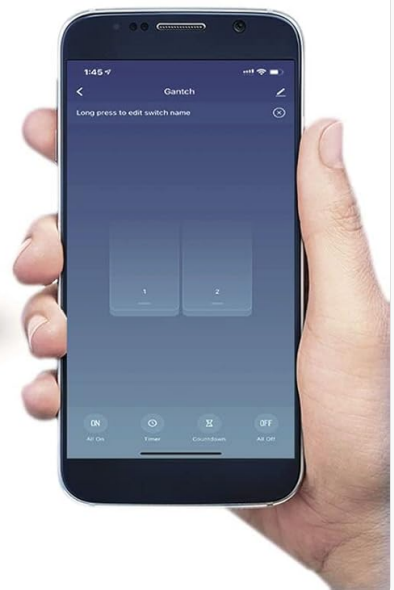 1:45
Gantch
Long press to edit switch name
1
2
ON
OFF
All On
Timer
Countdown
All Off